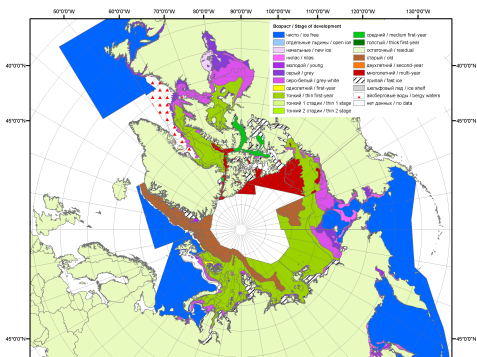 50°0'0"W 60°0'0"W 70°0'0"W 80°0'0"W 90°0'0"W 100°0'0"W 110°0'0"W 120°0'0"W 130°0'0"W
Возраст / Stage of development
чисто / ice free
отдельные льдины / open ice
начальные / new ice
нилас / nilas
молодой / young
серый / grey
серо-белый / grey-white
однолетний / first-year
тонкий / thin first-year
тонкий 1 стадии / thin 1 stage
тонкий 2 стадии / thin 2 stage
средний / medium first-year
толстый / thick first-year
остаточный / residual
старый / old
двухлетний / second-year
многолетний / multi-year
припай / fast ice
шельфовый лед / ice shelf
айсберговые воды / bergy waters
нет данных / no data
40°0'0"N
40°0'0"N
45°0'0"N
45°0'0"N
45°0'0"N
45°0'0"N